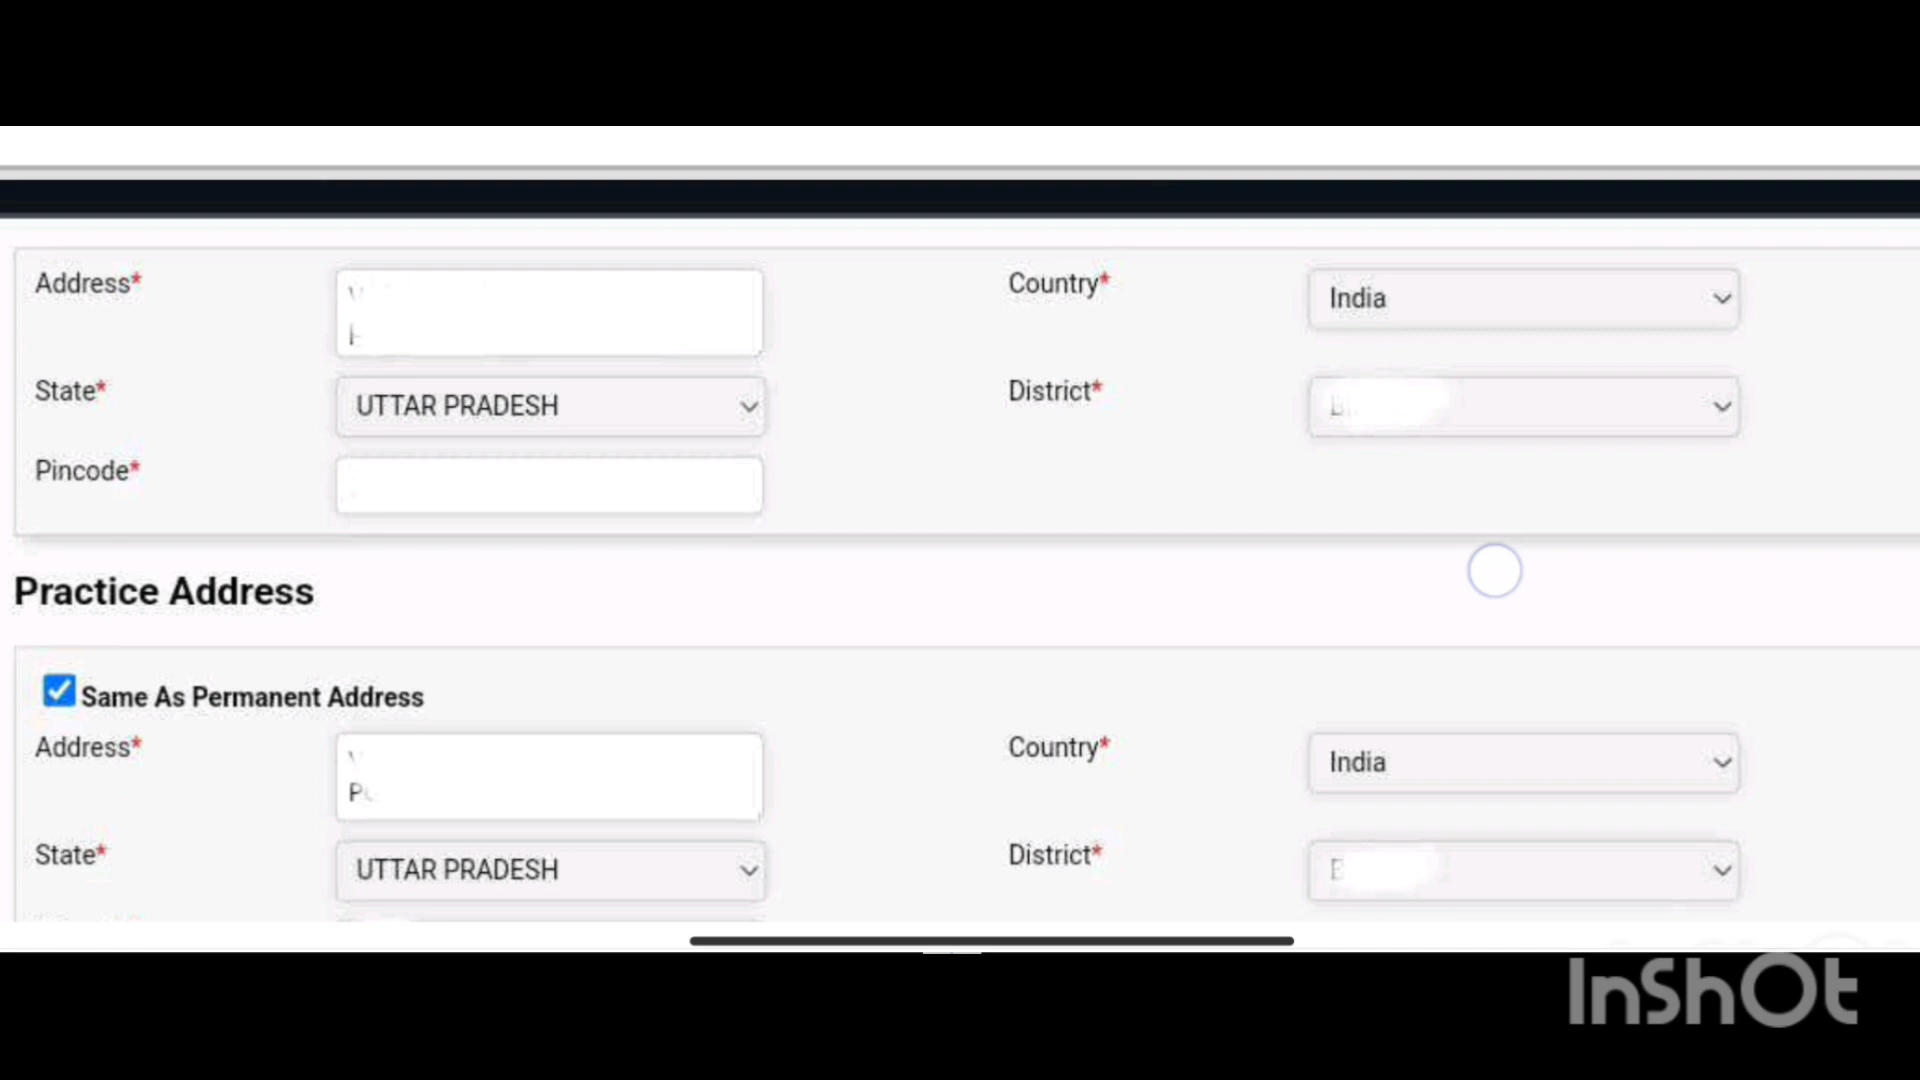 Address*
Country*
India
State*
UTTAR PRADESH
District*
Pincode*
Practice Address
Same As Permanent Address
Address*
Country*
India
State*
UTTAR PRADESH
District*
InShOt